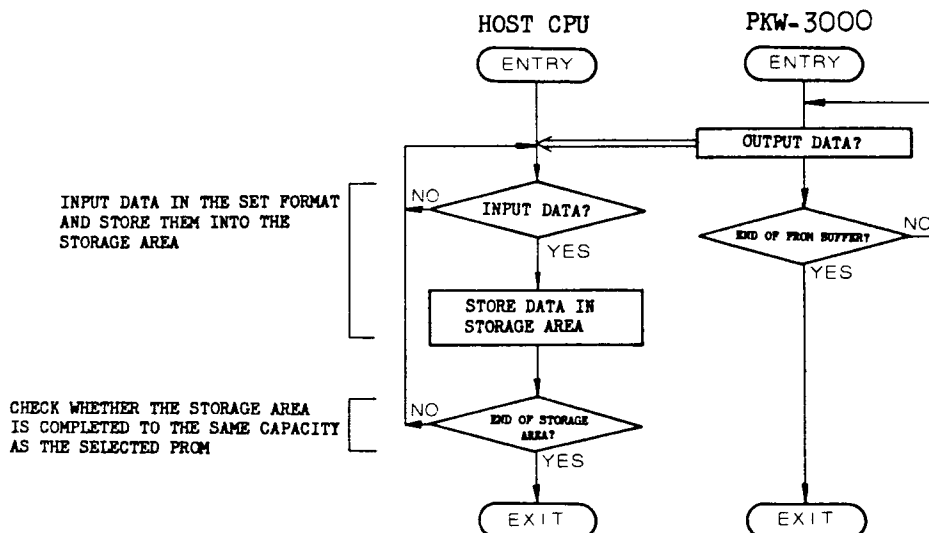 HOST CPU
PKW-3000
ENTRY
ENTRY
OUTPUT DATA?
INPUT DATA IN THE SET FORMAT
AND STORE THEM INTO THE
STORAGE AREA
NO
INPUT DATA?
YES
END OF PROM BUFFER?
NO
YES
STORE DATA IN
STORAGE AREA
CHECK WHETHER THE STORAGE AREA
IS COMPLETED TO THE SAME CAPACITY
AS THE SELECTED PROM
NO
END OF STORAGE
AREA?
YES
EXIT
EXIT